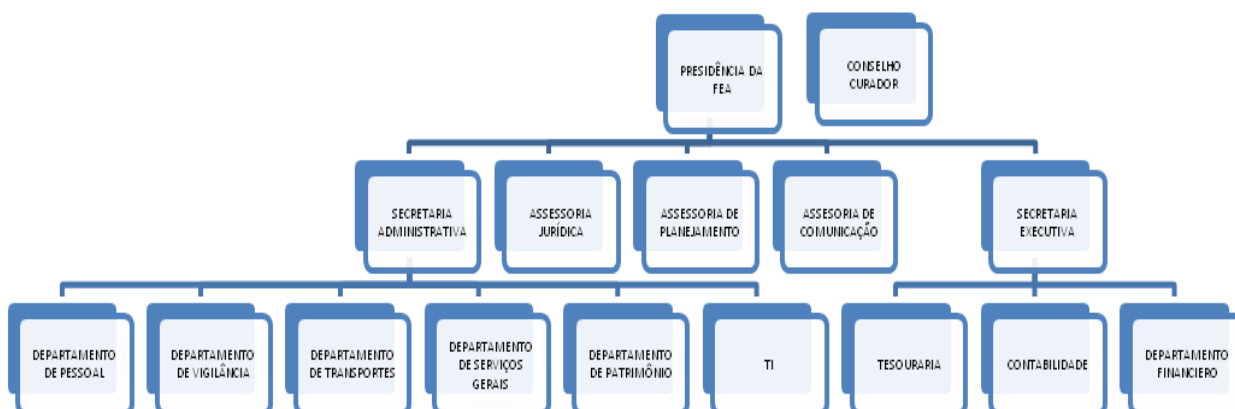 PRESIDÊNCIA DA
FEA
CONSELHO
CURADOR
SECRETARIA
ADMINISTRATIVA
ASSESSORIA
JURÍDICA
ASSESSORIA DE
PLANEJAMENTO
ASSESORIA DE
COMUNICAÇÃO
SECRETARIA
EXECUTIVA
DEPARTAMENTO
DE PESSOAL
DEPARTAMENTO
DE VIGILÂNCIA
DEPARTAMENTO
DE TRANSPORTES
DEPARTAMENTO
DE SERVIÇOS
GERAIS
DEPARTAMENTO
DE PATRIMÔNIO
TI
TESOURARIA
CONTABILIDADE
DEPARTAMENTO
FINANCIERO